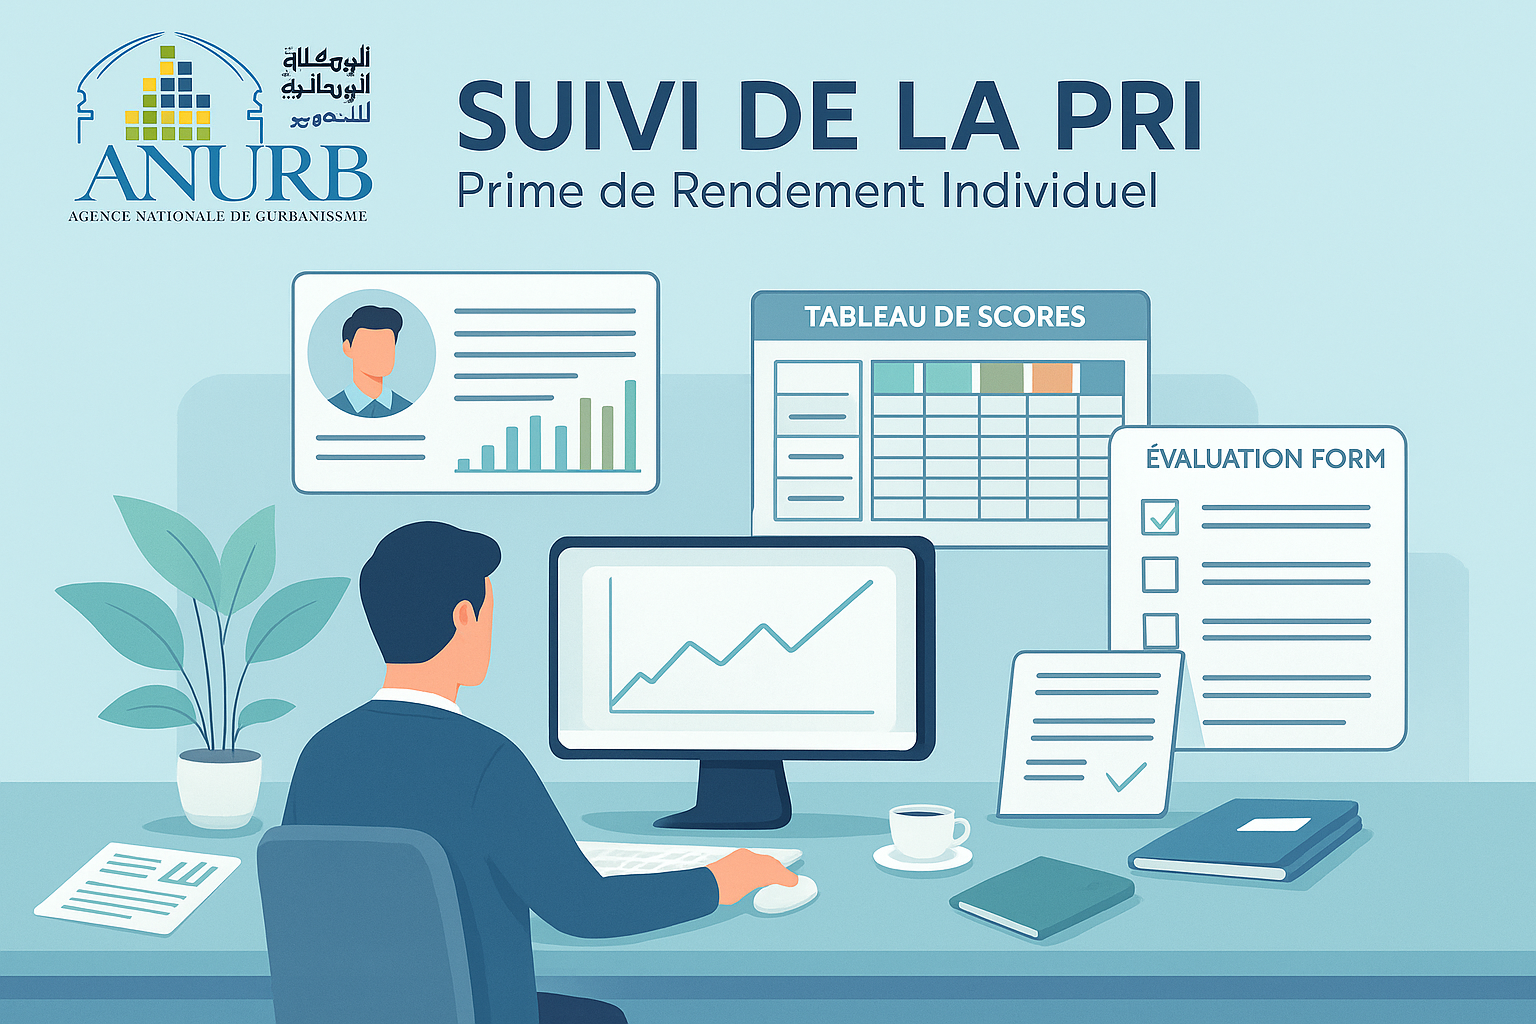 ANURB
AGENCE NATIONALE DE GURBANISSME
SUIVI DE LA PRI
Prime de Rendement Individuel
TABLEAU DE SCORES
ÉVALUATION FORM